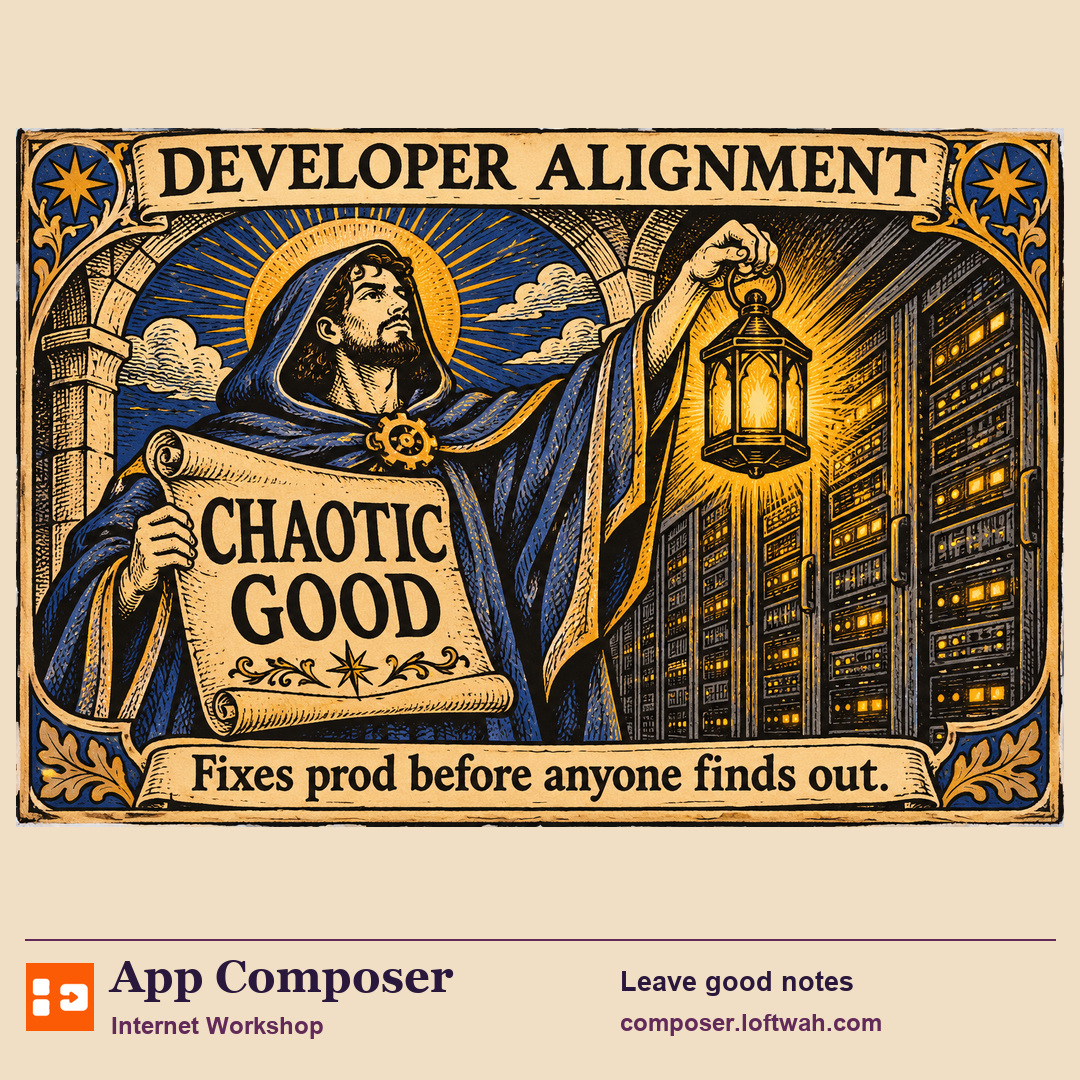 DEVELOPER ALIGNMENT
CHAOTIC
GOOD
Fixes prod before anyone finds out.
App Composer
Internet Workshop
Leave good notes
composer.loftwah.com